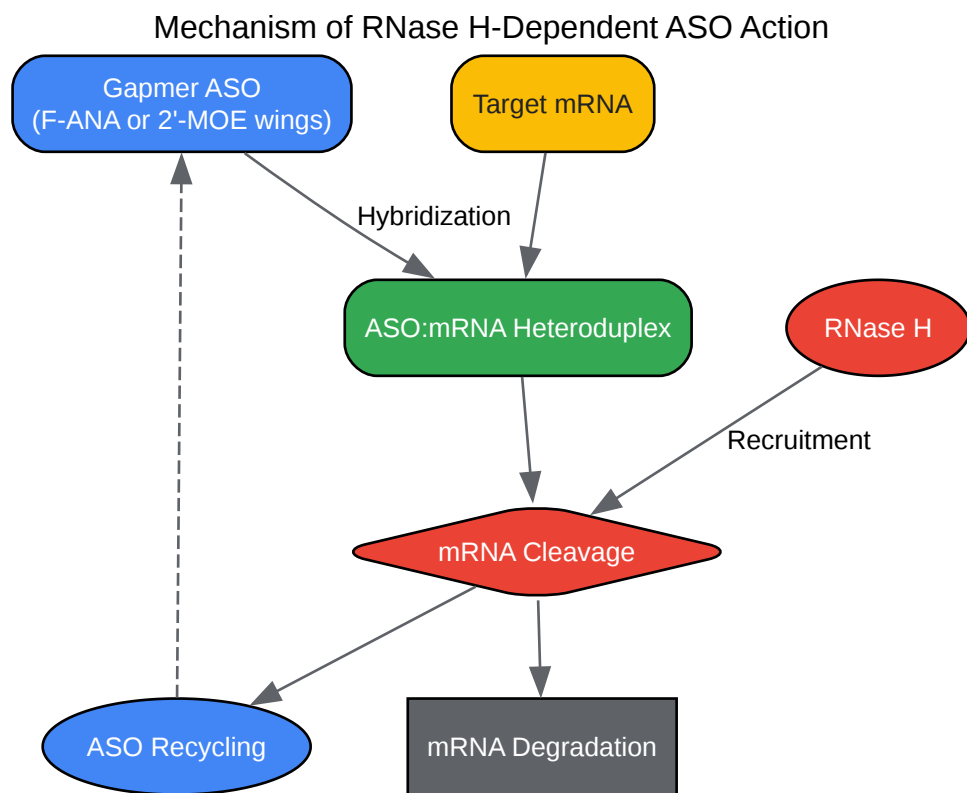 Mechanism of RNase H-Dependent ASO Action
Gapmer ASO
(F-ANA or 2'-MOE wings)
Target mRNA
Hybridization
ASO:mRNA Heteroduplex
RNase H
Recruitment
mRNA Cleavage
ASO Recycling
mRNA Degradation